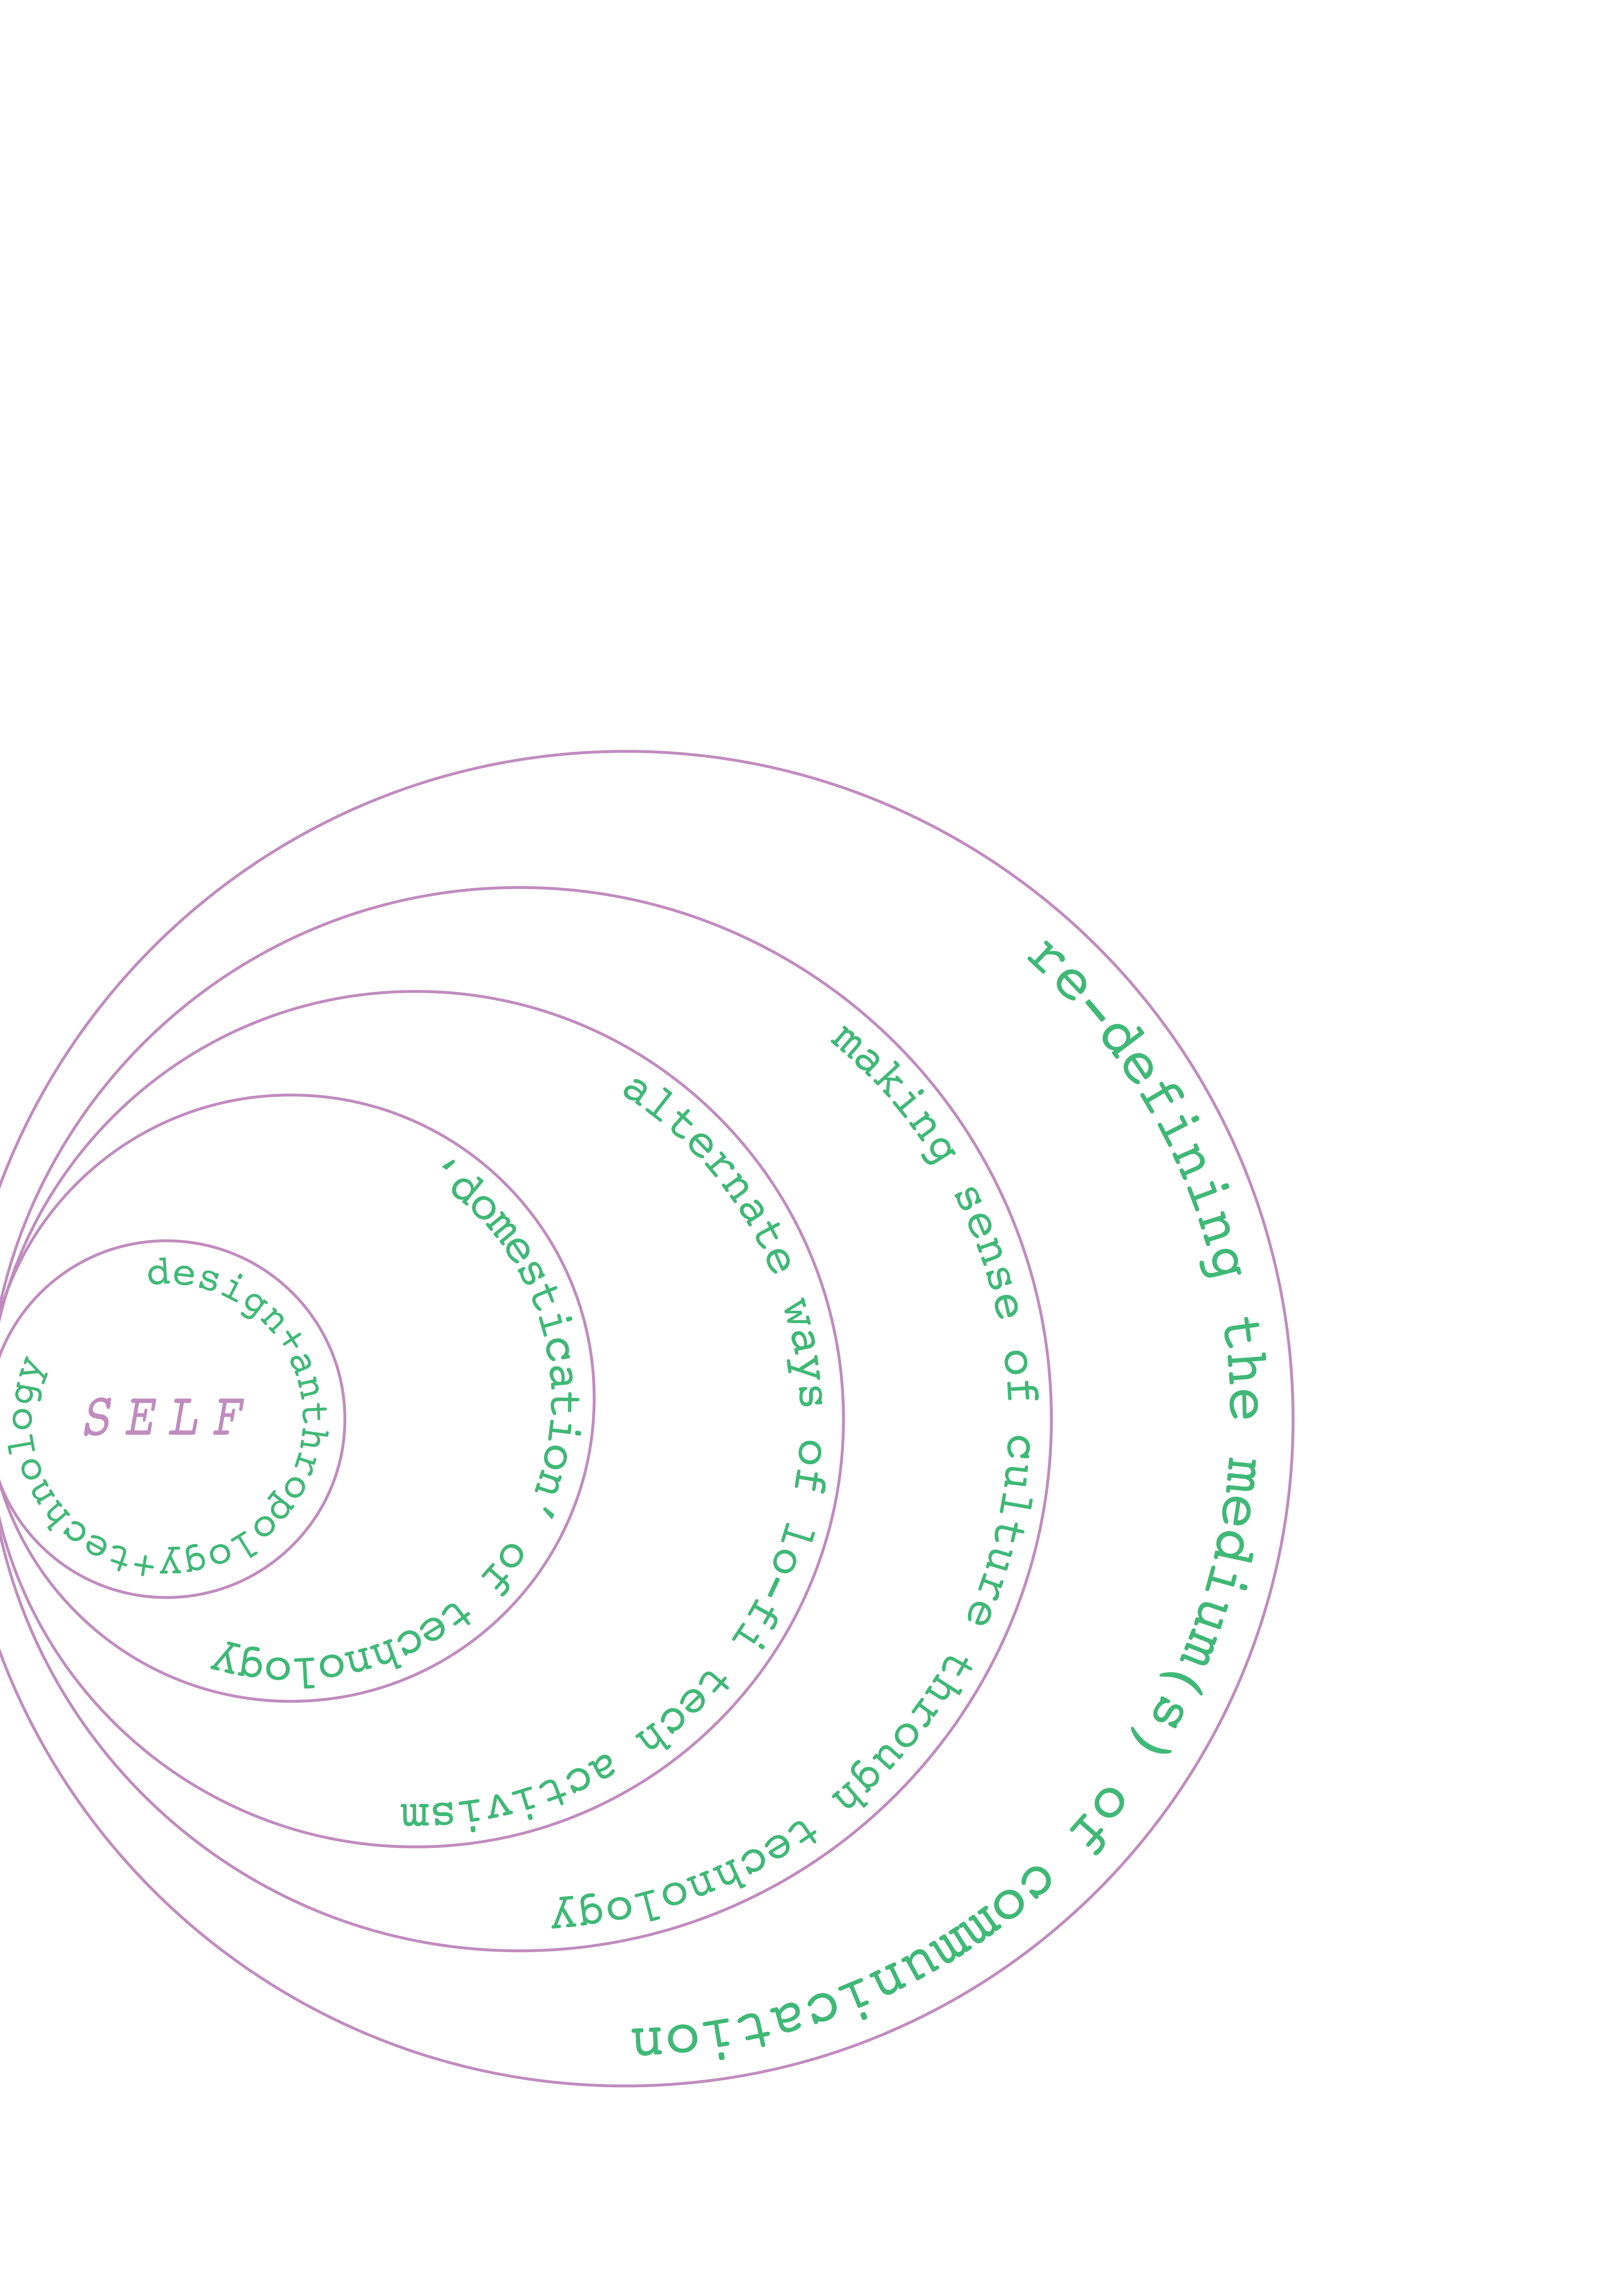 SELF
design+anthropology+technology
'domestication' of technology
alternate ways of lo-fi tech activism
making sense of culture through technology
re-defining the medium(s) of communication